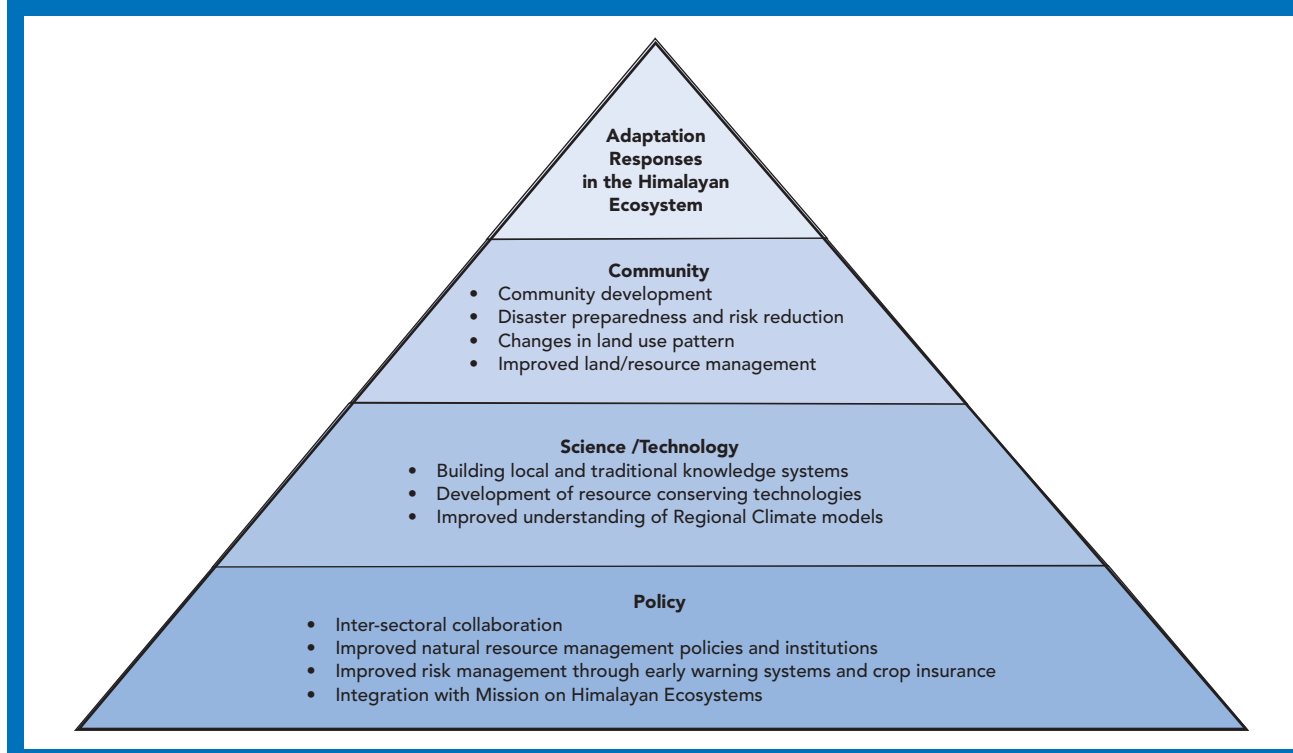 Adaptation
Responses
in the Himalayan
Ecosystem
Community
• Community development
• Disaster preparedness and risk reduction
• Changes in land use pattern
• Improved land/resource management
Science /Technology
• Building local and traditional knowledge systems
• Development of resource conserving technologies
• Improved understanding of Regional Climate models
Policy
• Inter-sectoral collaboration
• Improved natural resource management policies and institutions
• Improved risk management through early warning systems and crop insurance
• Integration with Mission on Himalayan Ecosystems